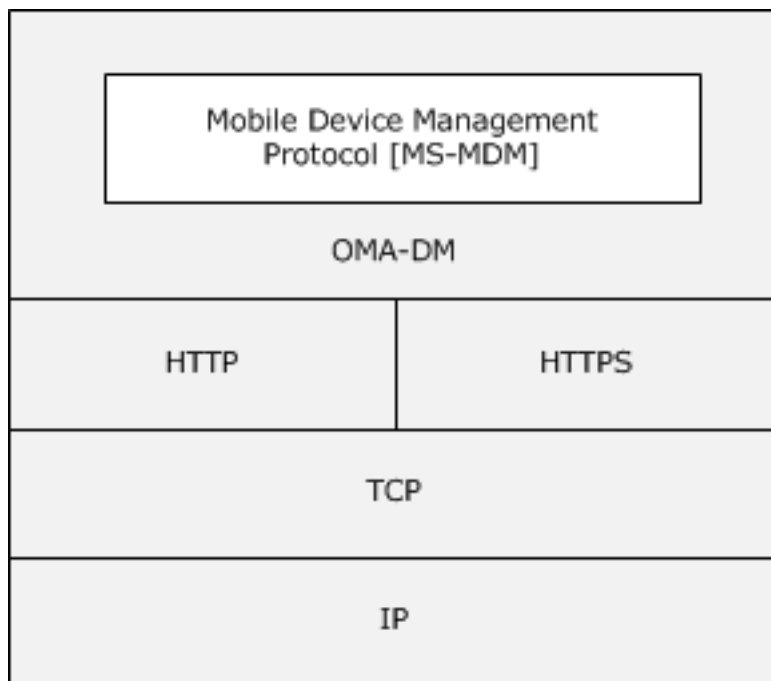 Mobile Device Management
Protocol [MS-MDM]
OMA-DM
HTTP
HTTPS
TCP
IP